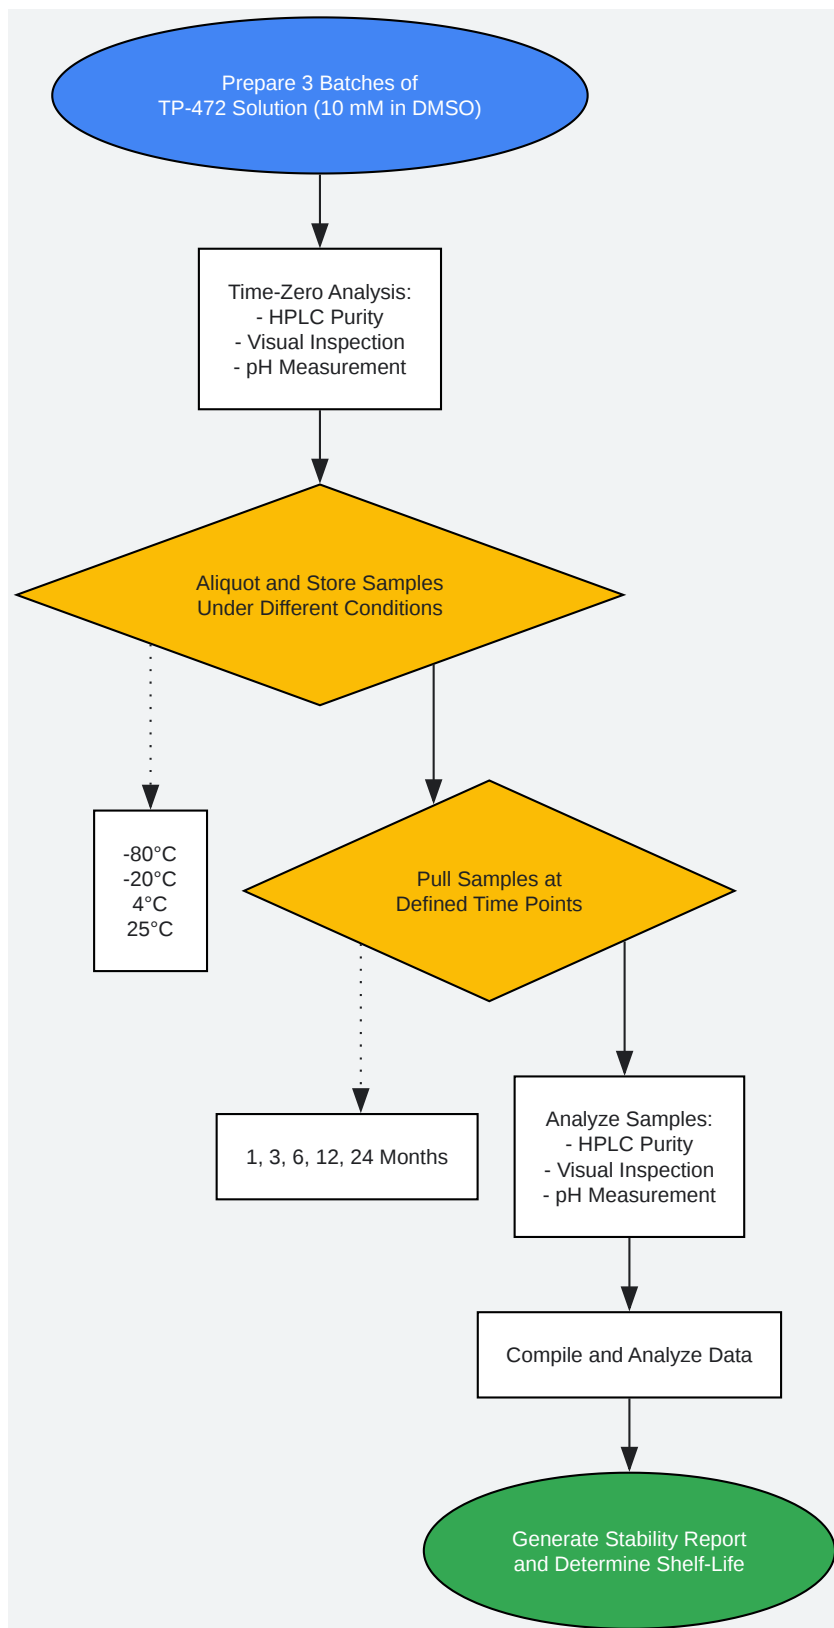 Prepare 3 Batches of
TP-472 Solution (10 mM in DMSO)
Time-Zero Analysis:
- HPLC Purity
- Visual Inspection
- pH Measurement
Aliquot and Store Samples
Under Different Conditions
-80°C
-20°C
4°C
25°C
Pull Samples at
Defined Time Points
1, 3, 6, 12, 24 Months
Analyze Samples:
- HPLC Purity
- Visual Inspection
- pH Measurement
Compile and Analyze Data
Generate Stability Report
and Determine Shelf-Life